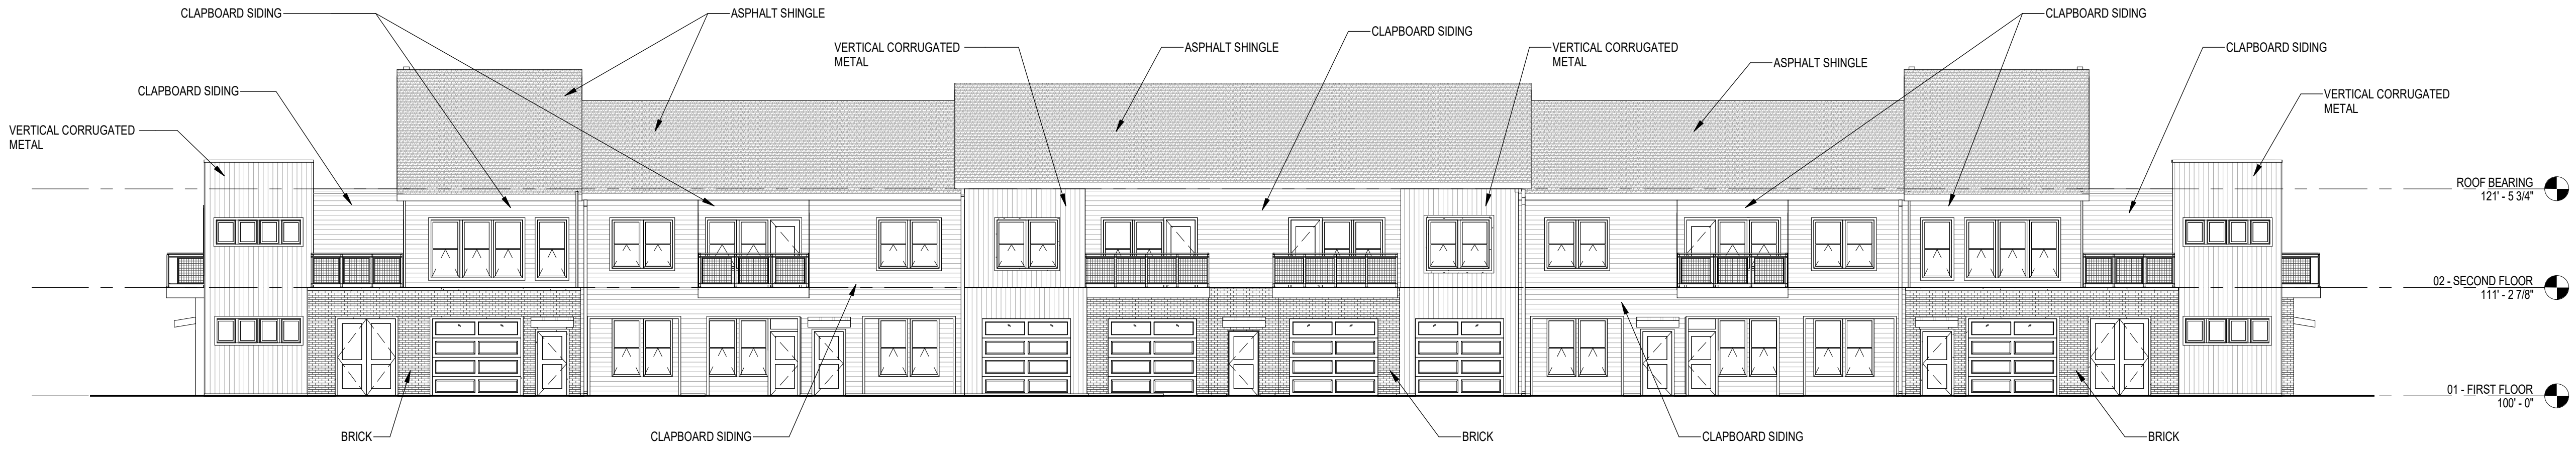 CLAPBOARD SIDING
ASPHALT SHINGLE
CLAPBOARD SIDING
CLAPBOARD SIDING
VERTICAL CORRUGATED
METAL
ASPHALT SHINGLE
VERTICAL CORRUGATED
METAL
CLAPBOARD SIDING
ASPHALT SHINGLE
CLAPBOARD SIDING
VERTICAL CORRUGATED
METAL
VERTICAL CORRUGATED
METAL
ROOF BEARING
121' - 5 3/4"
02 - SECOND FLOOR
111' - 2 7/8"
01 - FIRST FLOOR
100' - 0"
BRICK
CLAPBOARD SIDING
BRICK
CLAPBOARD SIDING
BRICK